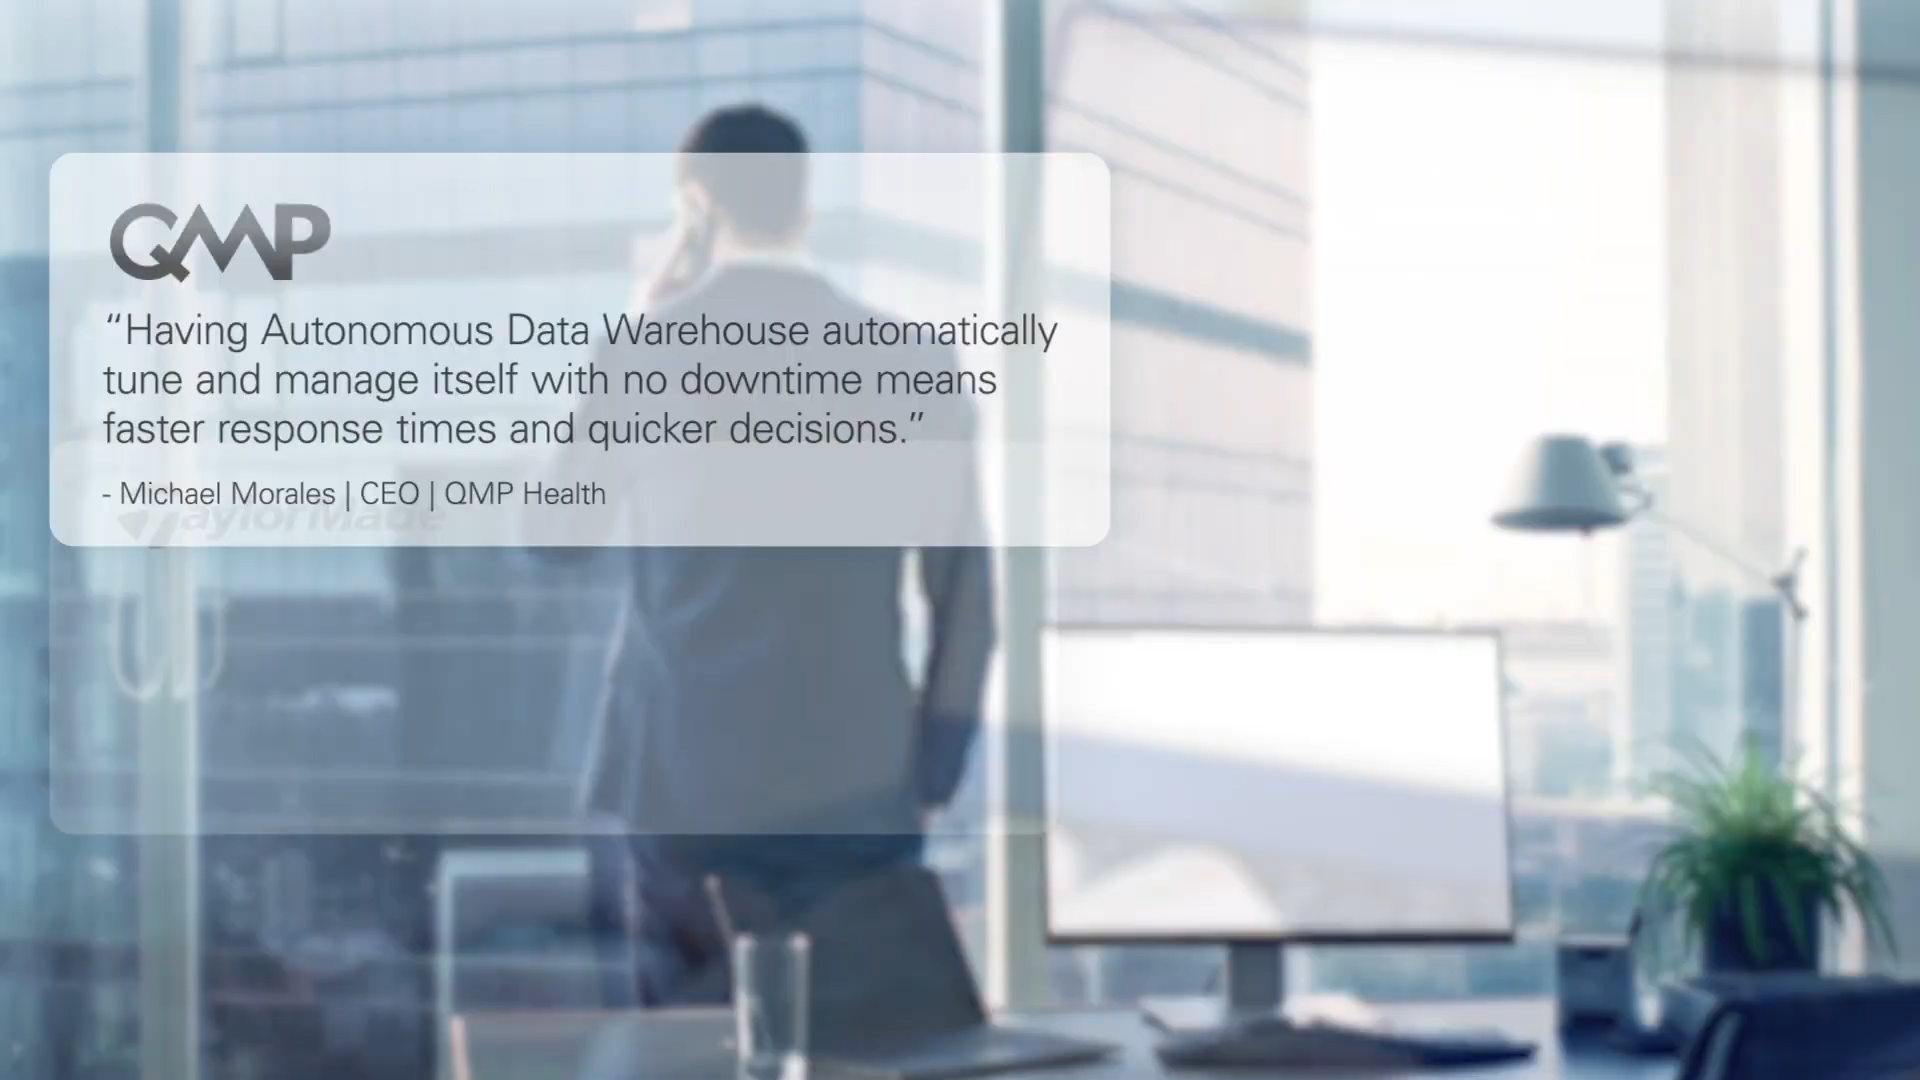 QMP
“Having Autonomous Data Warehouse automatically
tune and manage itself with no downtime means
faster response times and quicker decisions.”
- Michael Morales | CEO | QMP Health
TaylorMade